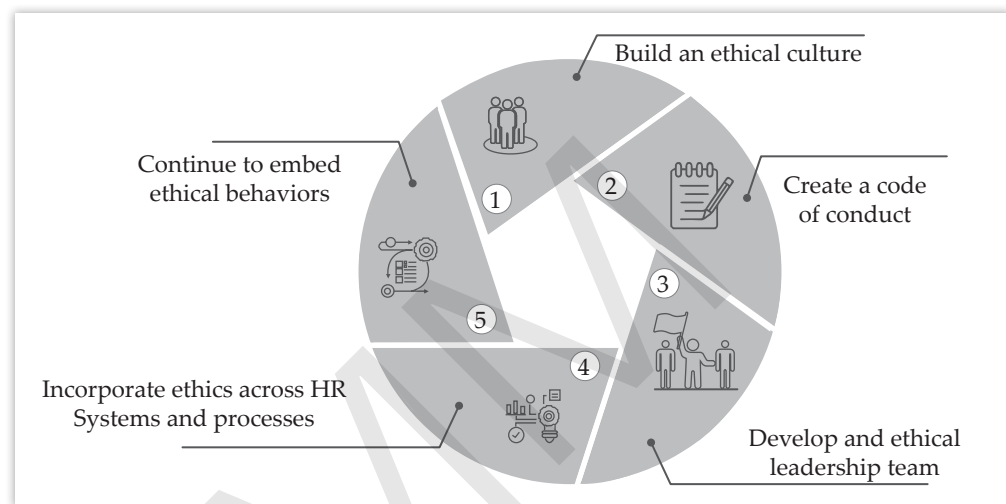 Build an ethical culture
Continue to embed
ethical behaviors
Create a code
of conduct
1
2
3
5
4
Incorporate ethics across HR
Systems and processes
Develop and ethical
leadership team